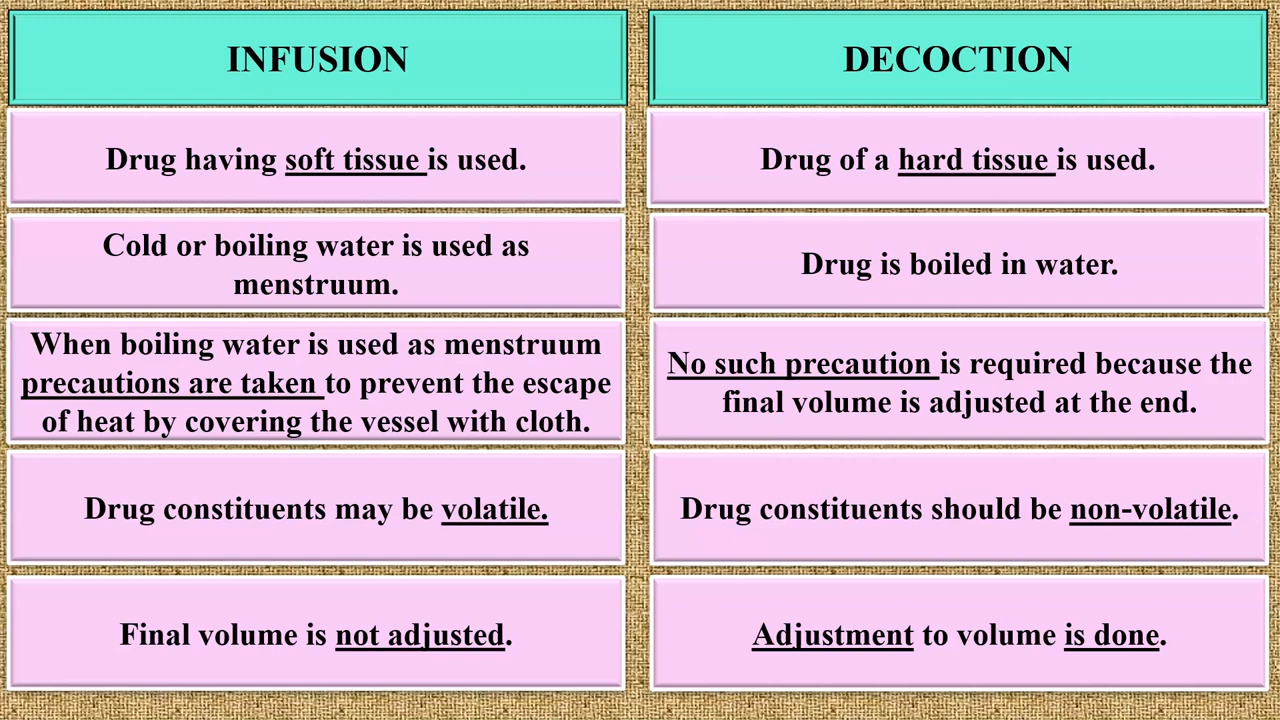 INFUSION
DECOCTION
Drug having soft tissue is used.
Drug of a hard tissue is used.
Cold or boiling water is used as
menstruum.
Drug is boiled in water.
When boiling water is used as menstruum
precautions are taken to prevent the escape
of heat by covering the vessel with cloth.
No such precaution is required because the
final volume is adjusted at the end.
Drug constituents may be volatile.
Drug constituents should be non-volatile.
Final volume is not adjusted.
Adjustment to volume is done.